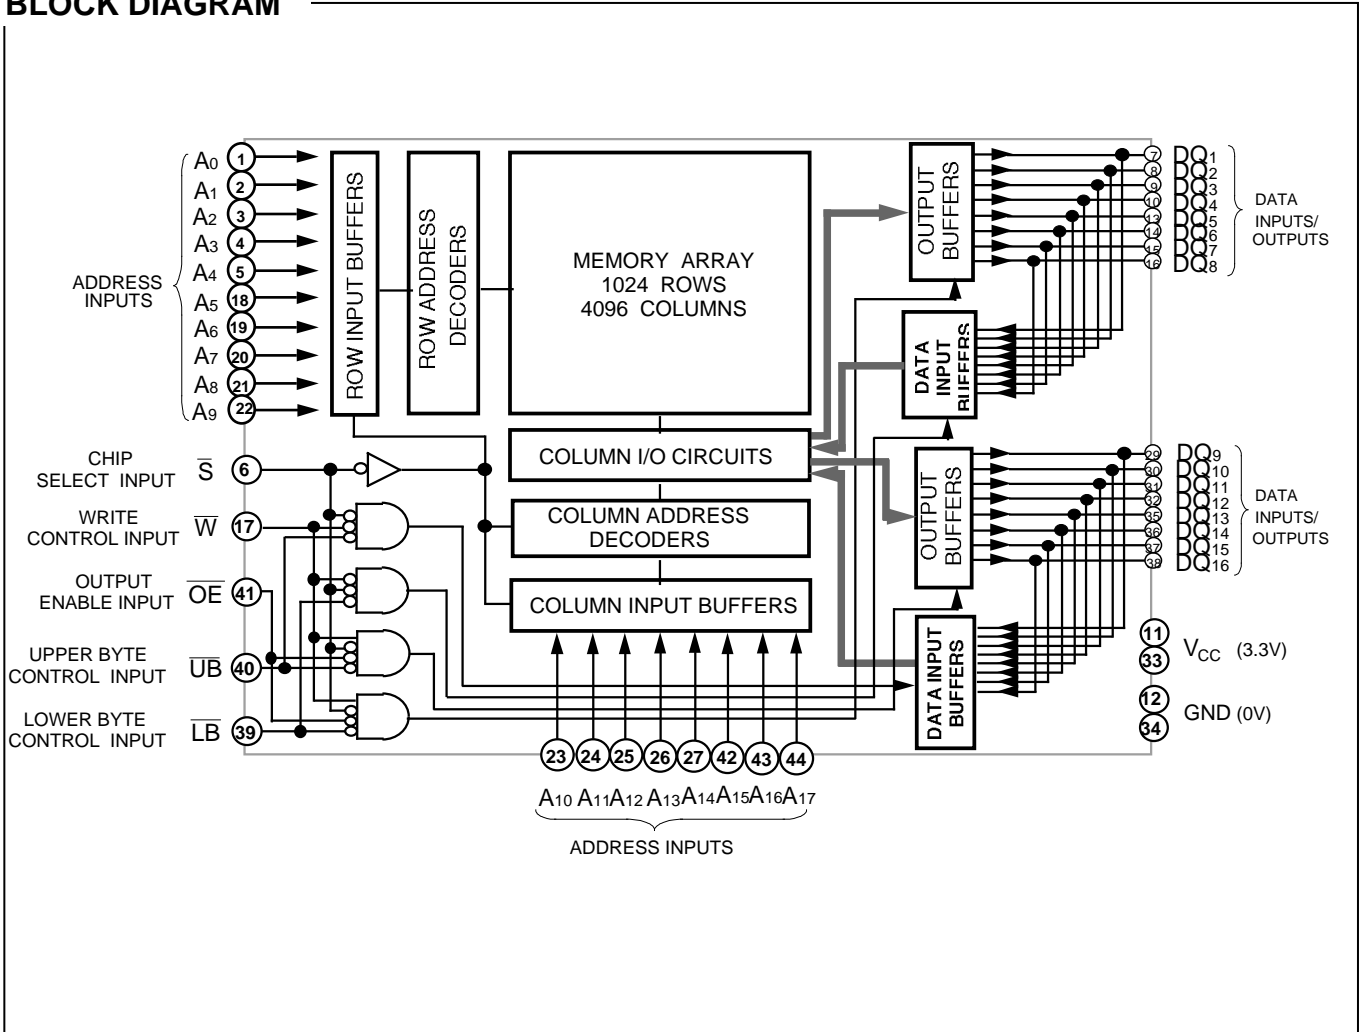 BLOCK DIAGRAM
A0 1
A1 2
A2 3
A3 4
A4 5
A5 18
A6 19
A7 20
A8 21
A9 22
ADDRESS
INPUTS
ROW INPUT BUFFERS
ROW ADDRESS
DECODERS
MEMORY ARRAY
1024 ROWS
4096 COLUMNS
OUTPUT
BUFFERS
7 DQ1
8 DQ2
9 DQ3
10 DQ4
13 DQ5
14 DQ6
15 DQ7
16 DQ8
DATA
INPUTS/
OUTPUTS
DATA
INPUT
BUFFERS
CHIP
SELECT INPUT
S 6
COLUMN I/O CIRCUITS
WRITE
CONTROL INPUT
W 17
COLUMN ADDRESS
DECODERS
OUTPUT
BUFFERS
29 DQ9
30 DQ10
31 DQ11
32 DQ12
35 DQ13
36 DQ14
37 DQ15
38 DQ16
DATA
INPUTS/
OUTPUTS
OUTPUT
ENABLE INPUT
OE 41
COLUMN INPUT BUFFERS
UPPER BYTE
CONTROL INPUT
UB 40
LOWER BYTE
CONTROL INPUT
LB 39
DATA INPUT
BUFFERS
11
33
VCC (3.3V)
12
34
GND (0V)
23 24 25 26 27 42 43 44
A10 A11 A12 A13 A14 A15 A16 A17
ADDRESS INPUTS